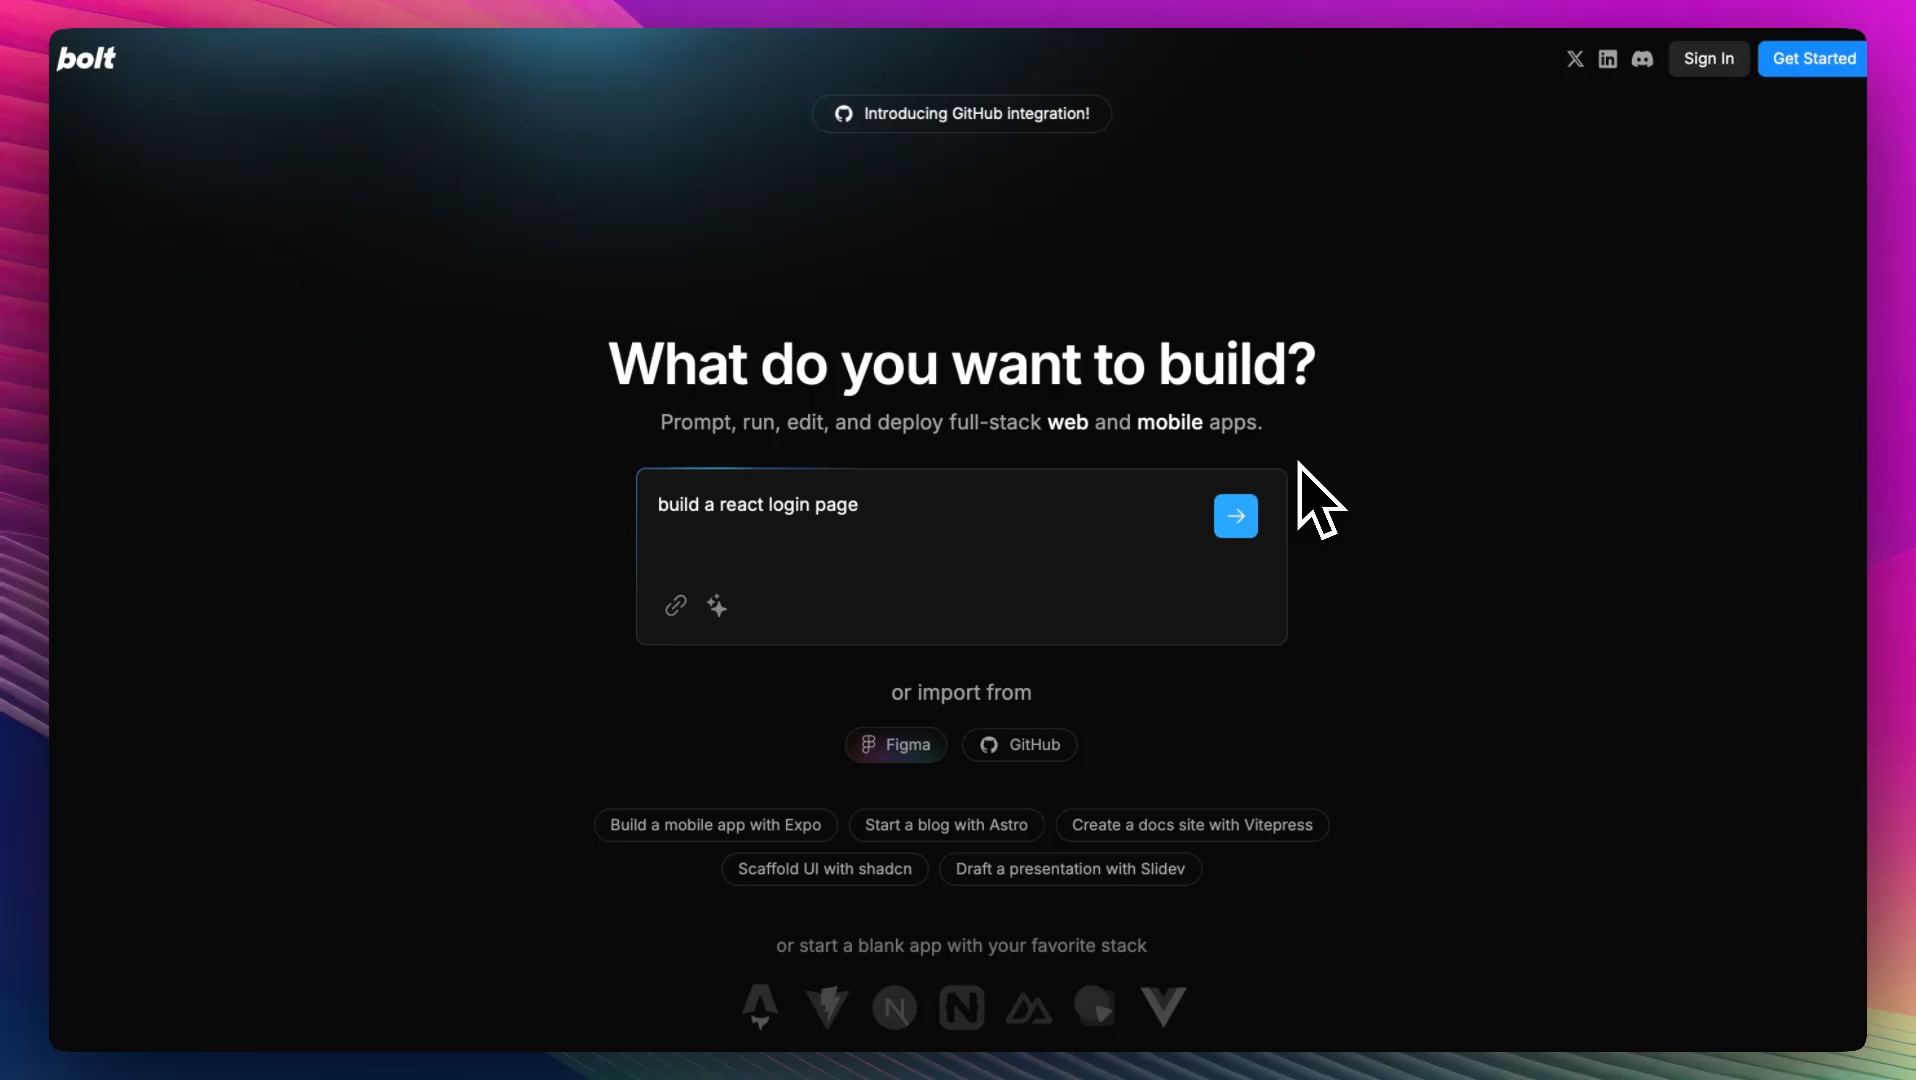 bolt
Sign In
Get Started
Introducing GitHub integration!
What do you want to build?
Prompt, run, edit, and deploy full-stack web and mobile apps.
build a react login page
or import from
Figma
GitHub
Build a mobile app with Expo
Start a blog with Astro
Create a docs site with Vitepress
Scaffold UI with shadcn
Draft a presentation with Slidev
or start a blank app with your favorite stack